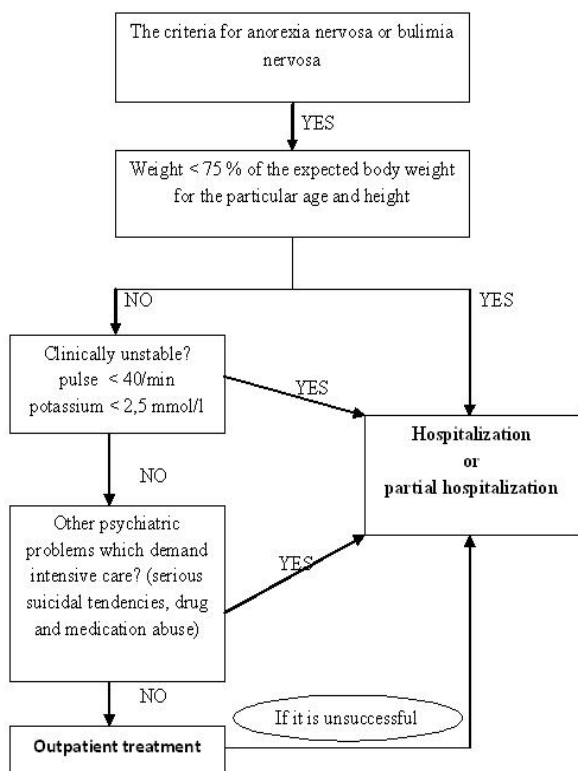 The criteria for anorexia nervosa or bulimia
nervosa
YES
Weight < 75 % of the expected body weight
for the particular age and height
NO
YES
Clinically unstable?
pulse < 40/min
potassium < 2,5 mmol/l
YES
Hospitalization
or
partial hospitalization
NO
Other psychiatric
problems which demand
intensive care? (serious
suicidal tendencies, drug
and medication abuse)
YES
NO
If it is unsuccessful
Outpatient treatment